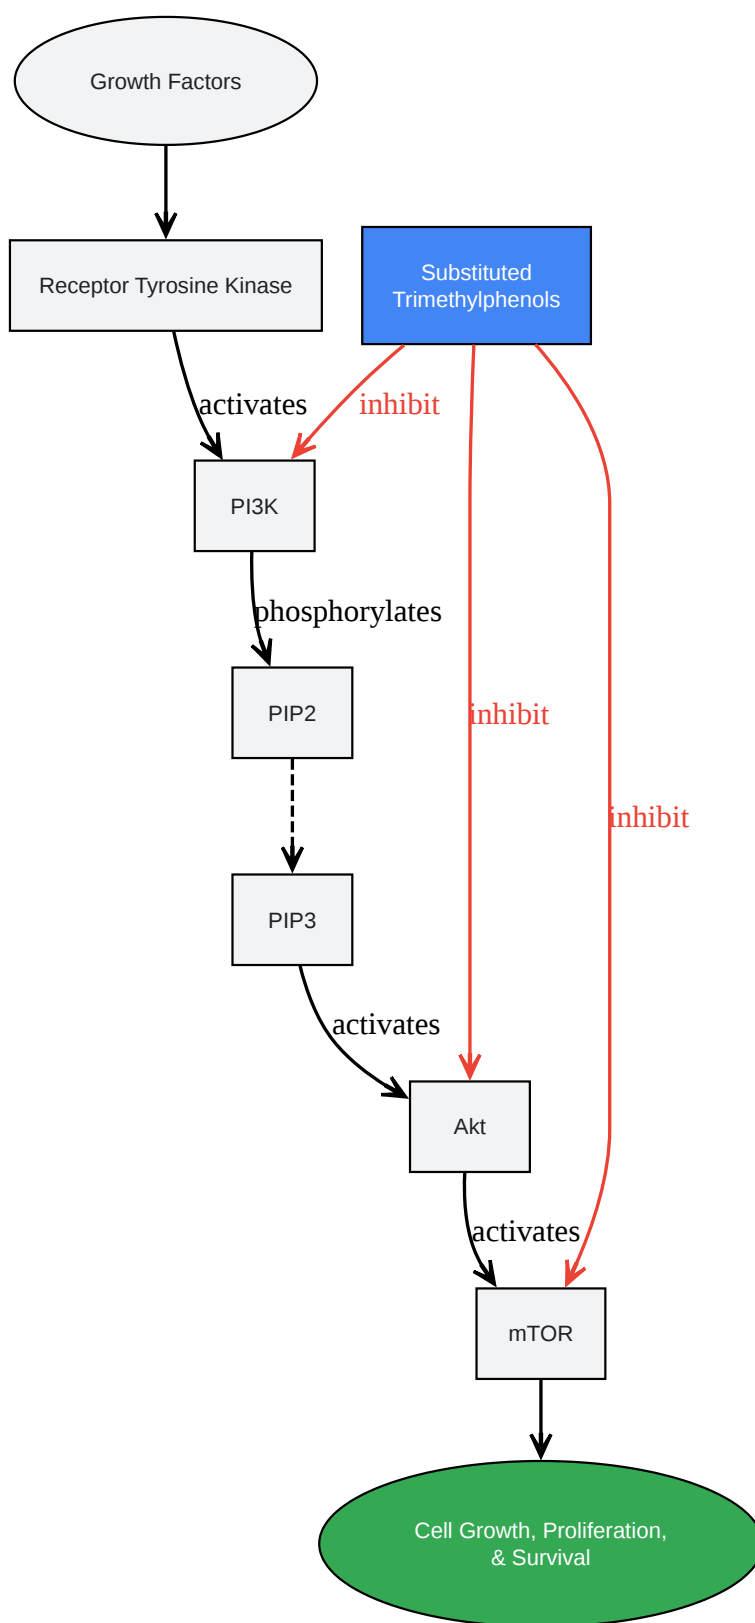 Growth Factors
Receptor Tyrosine Kinase
Substituted
Trimethylphenols
activates
inhibit
PI3K
phosphorylates
PIP2
inhibit
inhibit
PIP3
activates
Akt
activates
mTOR
Cell Growth, Proliferation,
& Survival